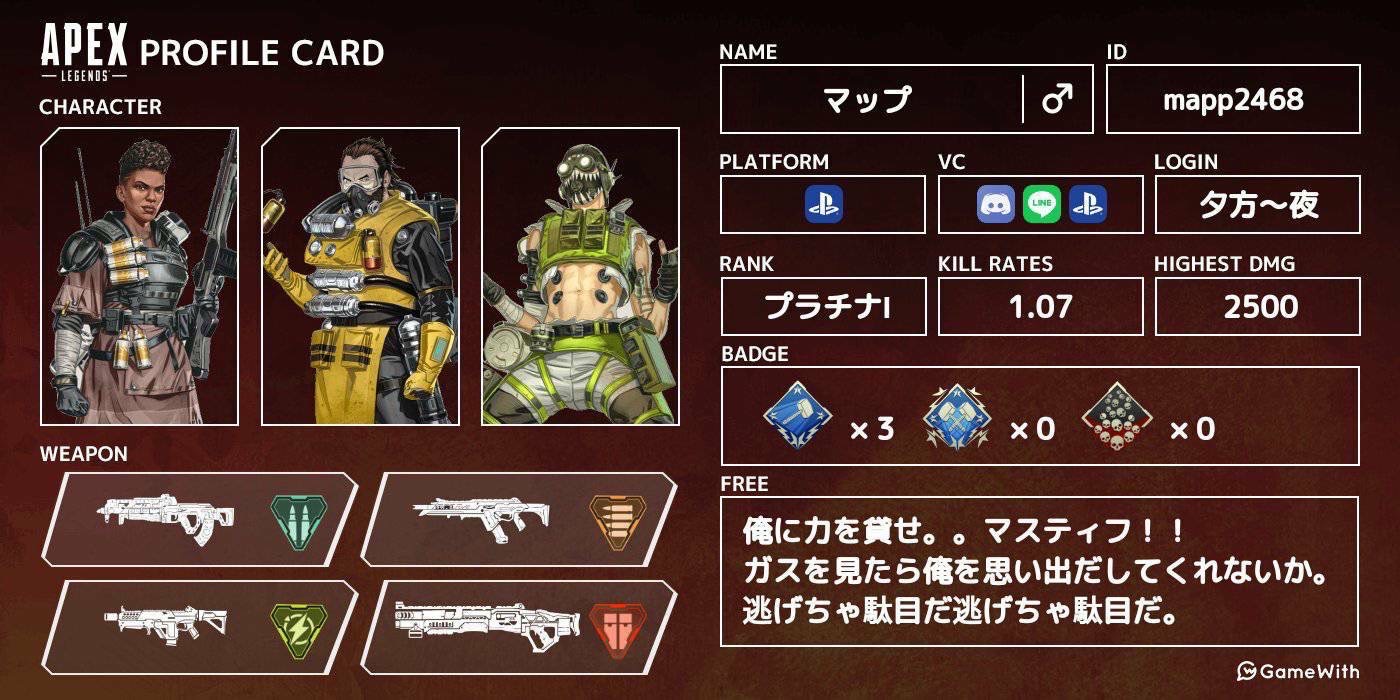 APEX
LEGENDS
PROFILE CARD
CHARACTER
WEAPON
NAME
マップ
♂
ID
mapp2468
PLATFORM
VC
LINE
LOGIN
夕方〜夜
RANK
プラチナI
KILL RATES
1.07
HIGHEST DMG
2500
BADGE
×3
×0
×0
FREE
俺に力を貸せ。。マスティフ！！
ガスを見たら俺を思い出だしてくれないか。
逃げちゃ駄目だ逃げちゃ駄目だ。
GameWith